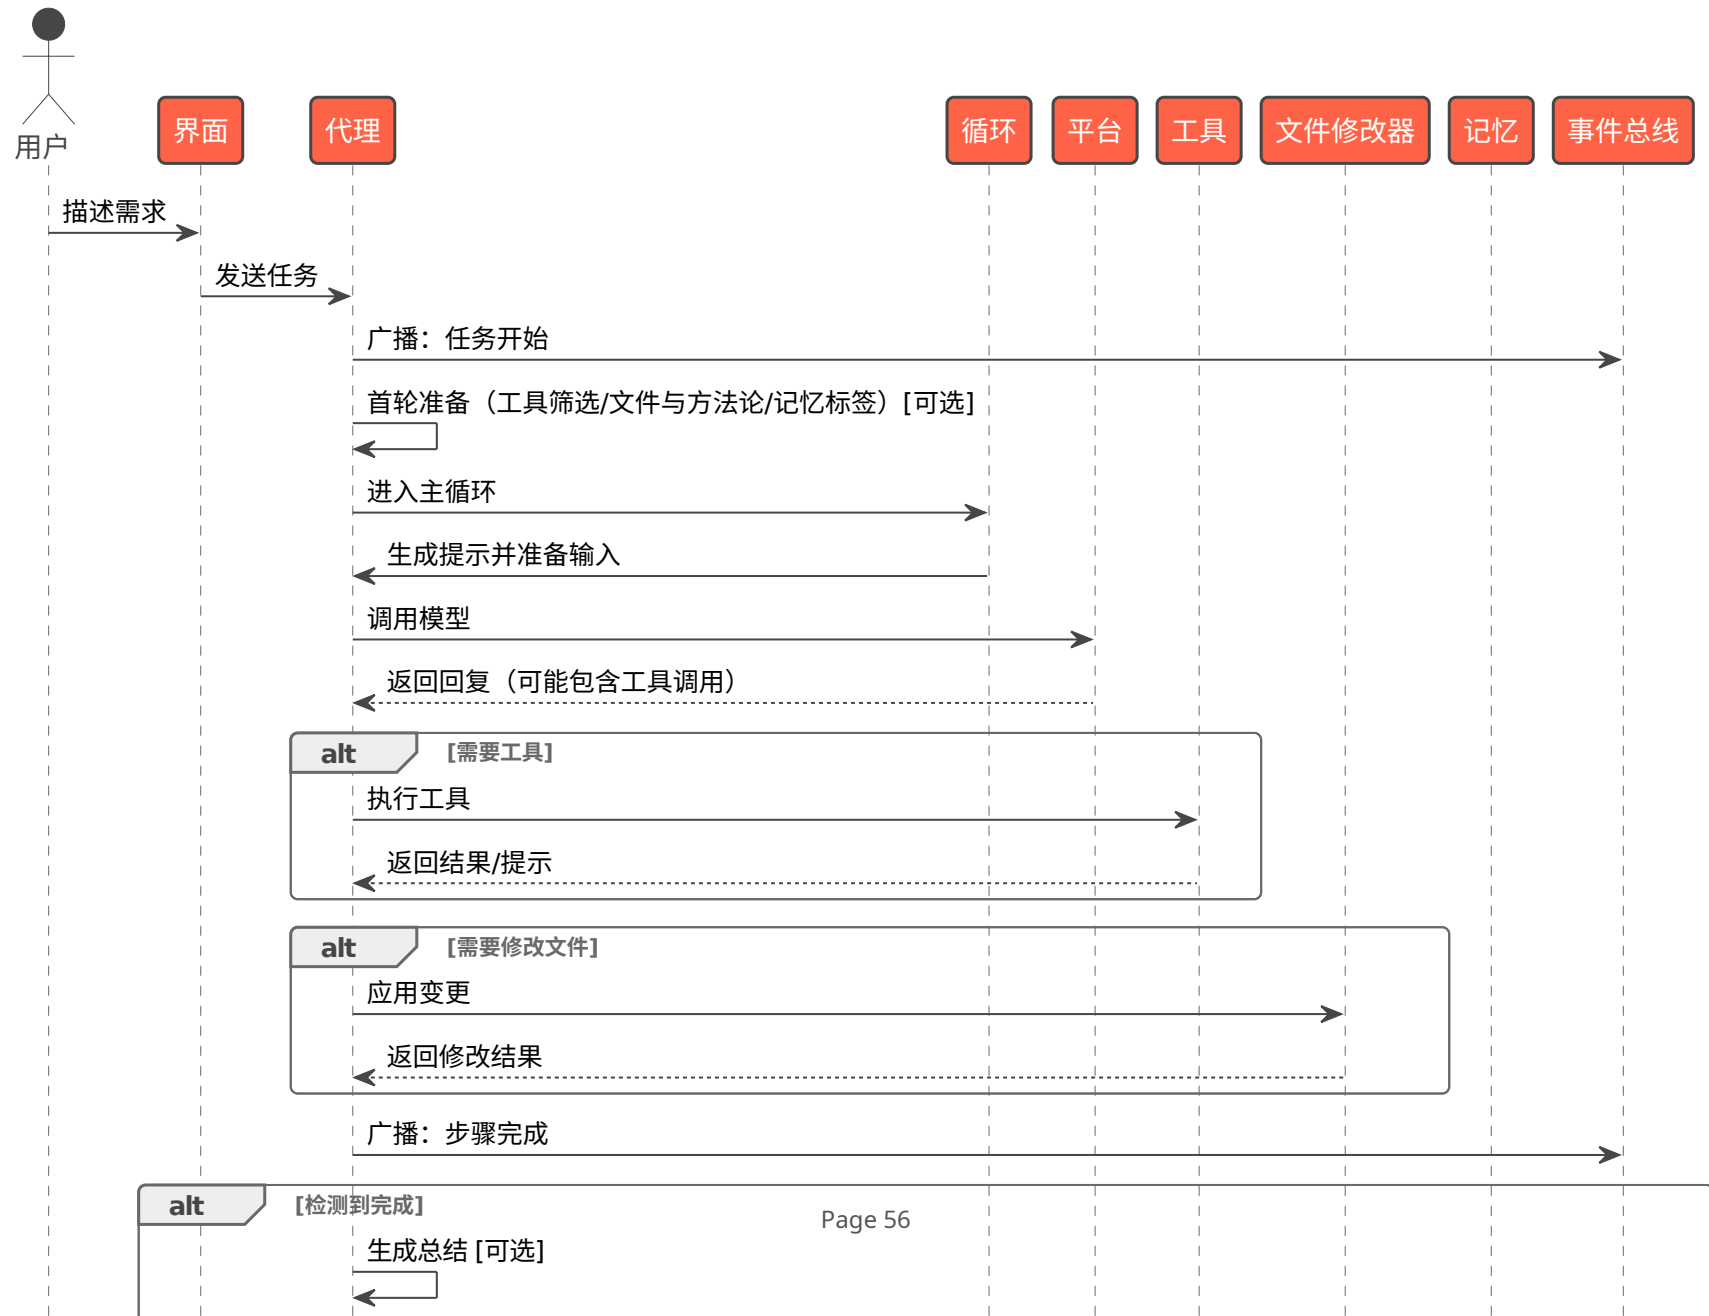 用户
界面
代理
循环
平台
工具
文件修改器
记忆
事件总线
描述需求
发送任务
广播：任务开始
首轮准备（工具筛选/文件与方法论/记忆标签）[可选]
进入主循环
生成提示并准备输入
调用模型
返回回复（可能包含工具调用）
alt
[需要工具]
执行工具
返回结果/提示
alt
[需要修改文件]
应用变更
返回修改结果
广播：步骤完成
alt
[检测到完成]
Page 56
生成总结 [可选]